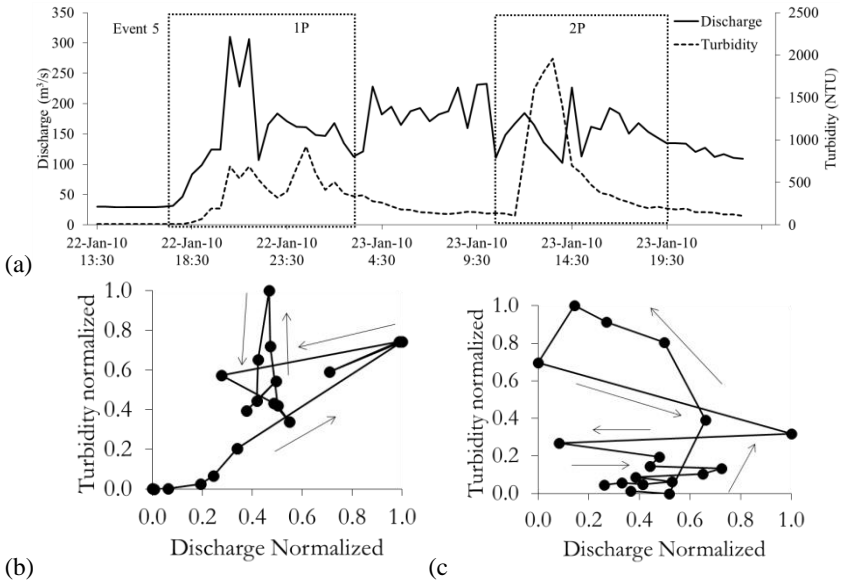 350
300
250
200
150
100
50
0
Discharge (m³/s)
Event 5
1P
2P
Discharge
Turbidity
2500
2000
1500
1000
500
0
Turbidity (NTU)
22-Jan-10 22-Jan-10 22-Jan-10 23-Jan-10 23-Jan-10 23-Jan-10 23-Jan-10
13:30 18:30 23:30 4:30 9:30 14:30 19:30
(a)
1.0
0.8
0.6
0.4
0.2
0.0
Turbidity normalized
0.0 0.2 0.4 0.6 0.8 1.0
Discharge Normalized
(b)
1.0
0.8
0.6
0.4
0.2
0.0
Turbidity normalized
0.0 0.2 0.4 0.6 0.8 1.0
Discharge Normalized
(c